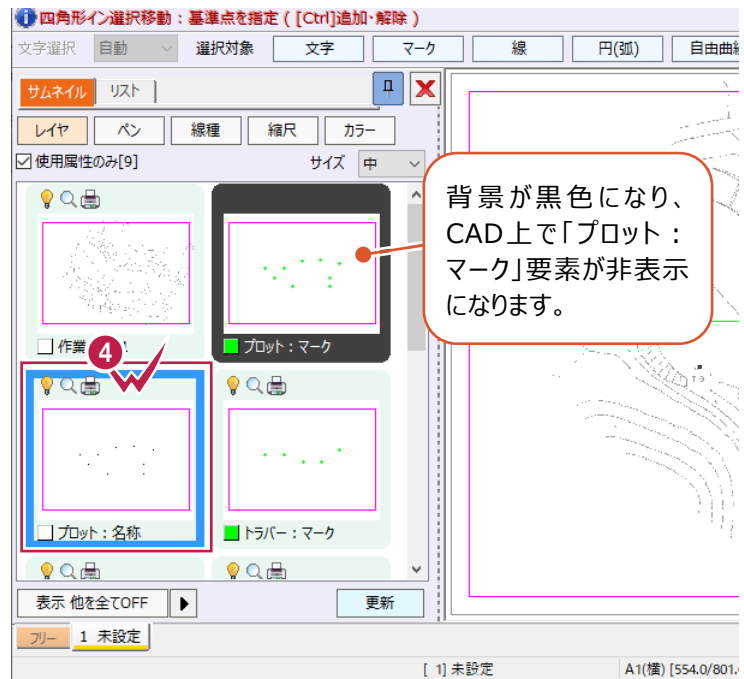 四角形イン選択移動：基準点を指定 ( [Ctrl]追加・解除 )
文字選択 自動 選択対象 文字 マーク 線 円(弧)
サムネイル リスト
レイヤ ペン 線種 縮尺 カラー
使用属性のみ[9] サイズ 中
背景が黒色になり、
CAD上で「プロット：
マーク」要素が非表示
になります。
作業
プロット：マーク
4
プロット：名称
トラバー：マーク
表示 他を全てOFF 更新
フリー 1 未設定
[ 1] 未設定 A1(横) [554.0/801.